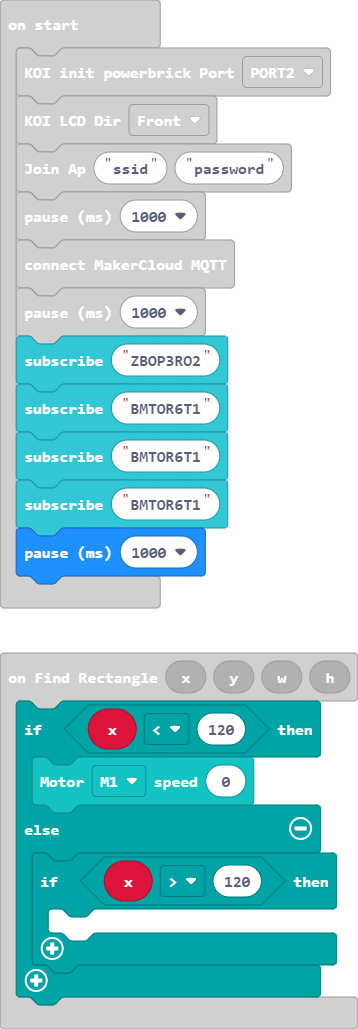 on start
KOI init powerbrick Port PORT2
KOI LCD Dir Front
Join Ap "ssid" "password"
pause (ms) 1000
connect MakerCloud MQTT
pause (ms) 1000
subscribe "ZBOP3RO2"
subscribe "BMTOR6T1"
subscribe "BMTOR6T1"
subscribe "BMTOR6T1"
pause (ms) 1000
on Find Rectangle x y w h
if x < 120 then
Motor M1 speed 0
else
if x > 120 then